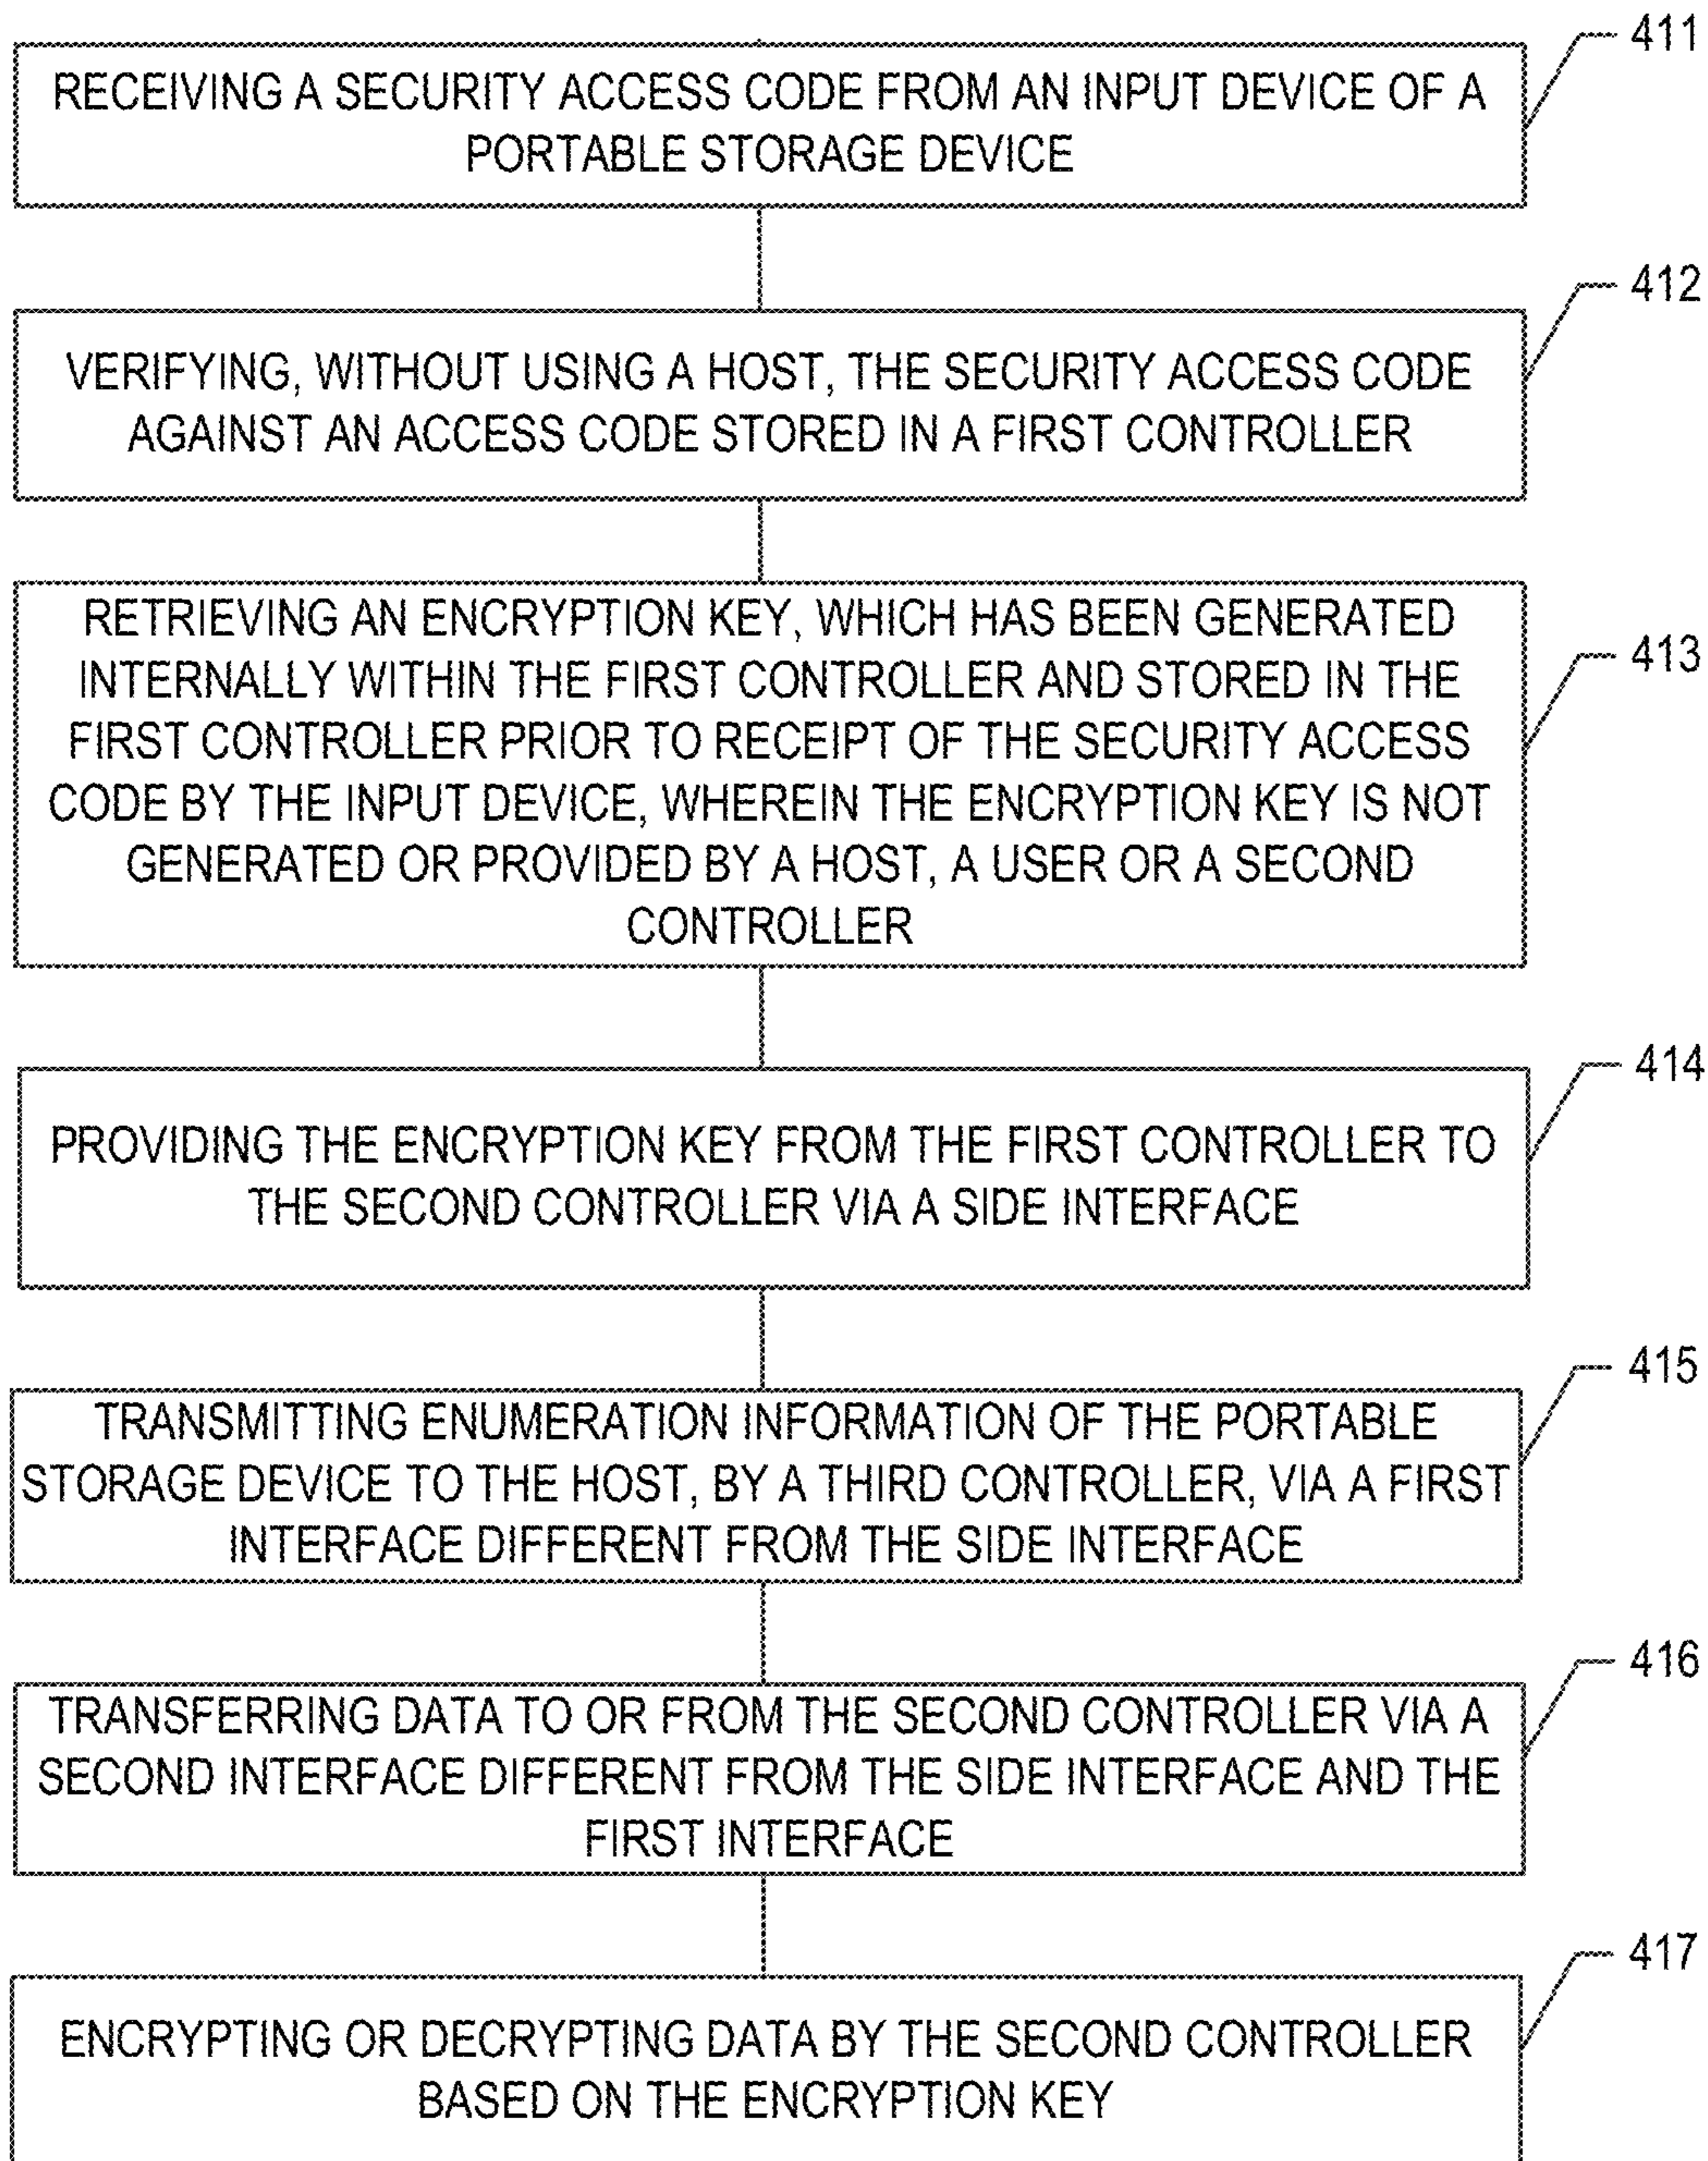 411
RECEIVING A SECURITY ACCESS CODE FROM AN INPUT DEVICE OF A
PORTABLE STORAGE DEVICE
412
VERIFYING, WITHOUT USING A HOST, THE SECURITY ACCESS CODE
AGAINST AN ACCESS CODE STORED IN A FIRST CONTROLLER
413
RETRIEVING AN ENCRYPTION KEY, WHICH HAS BEEN GENERATED
INTERNALLY WITHIN THE FIRST CONTROLLER AND STORED IN THE
FIRST CONTROLLER PRIOR TO RECEIPT OF THE SECURITY ACCESS
CODE BY THE INPUT DEVICE, WHEREIN THE ENCRYPTION KEY IS NOT
GENERATED OR PROVIDED BY A HOST, A USER OR A SECOND
CONTROLLER
414
PROVIDING THE ENCRYPTION KEY FROM THE FIRST CONTROLLER TO
THE SECOND CONTROLLER VIA A SIDE INTERFACE
415
TRANSMITTING ENUMERATION INFORMATION OF THE PORTABLE
STORAGE DEVICE TO THE HOST, BY A THIRD CONTROLLER, VIA A FIRST
INTERFACE DIFFERENT FROM THE SIDE INTERFACE
416
TRANSFERRING DATA TO OR FROM THE SECOND CONTROLLER VIA A
SECOND INTERFACE DIFFERENT FROM THE SIDE INTERFACE AND THE
FIRST INTERFACE
417
ENCRYPTING OR DECRYPTING DATA BY THE SECOND CONTROLLER
BASED ON THE ENCRYPTION KEY